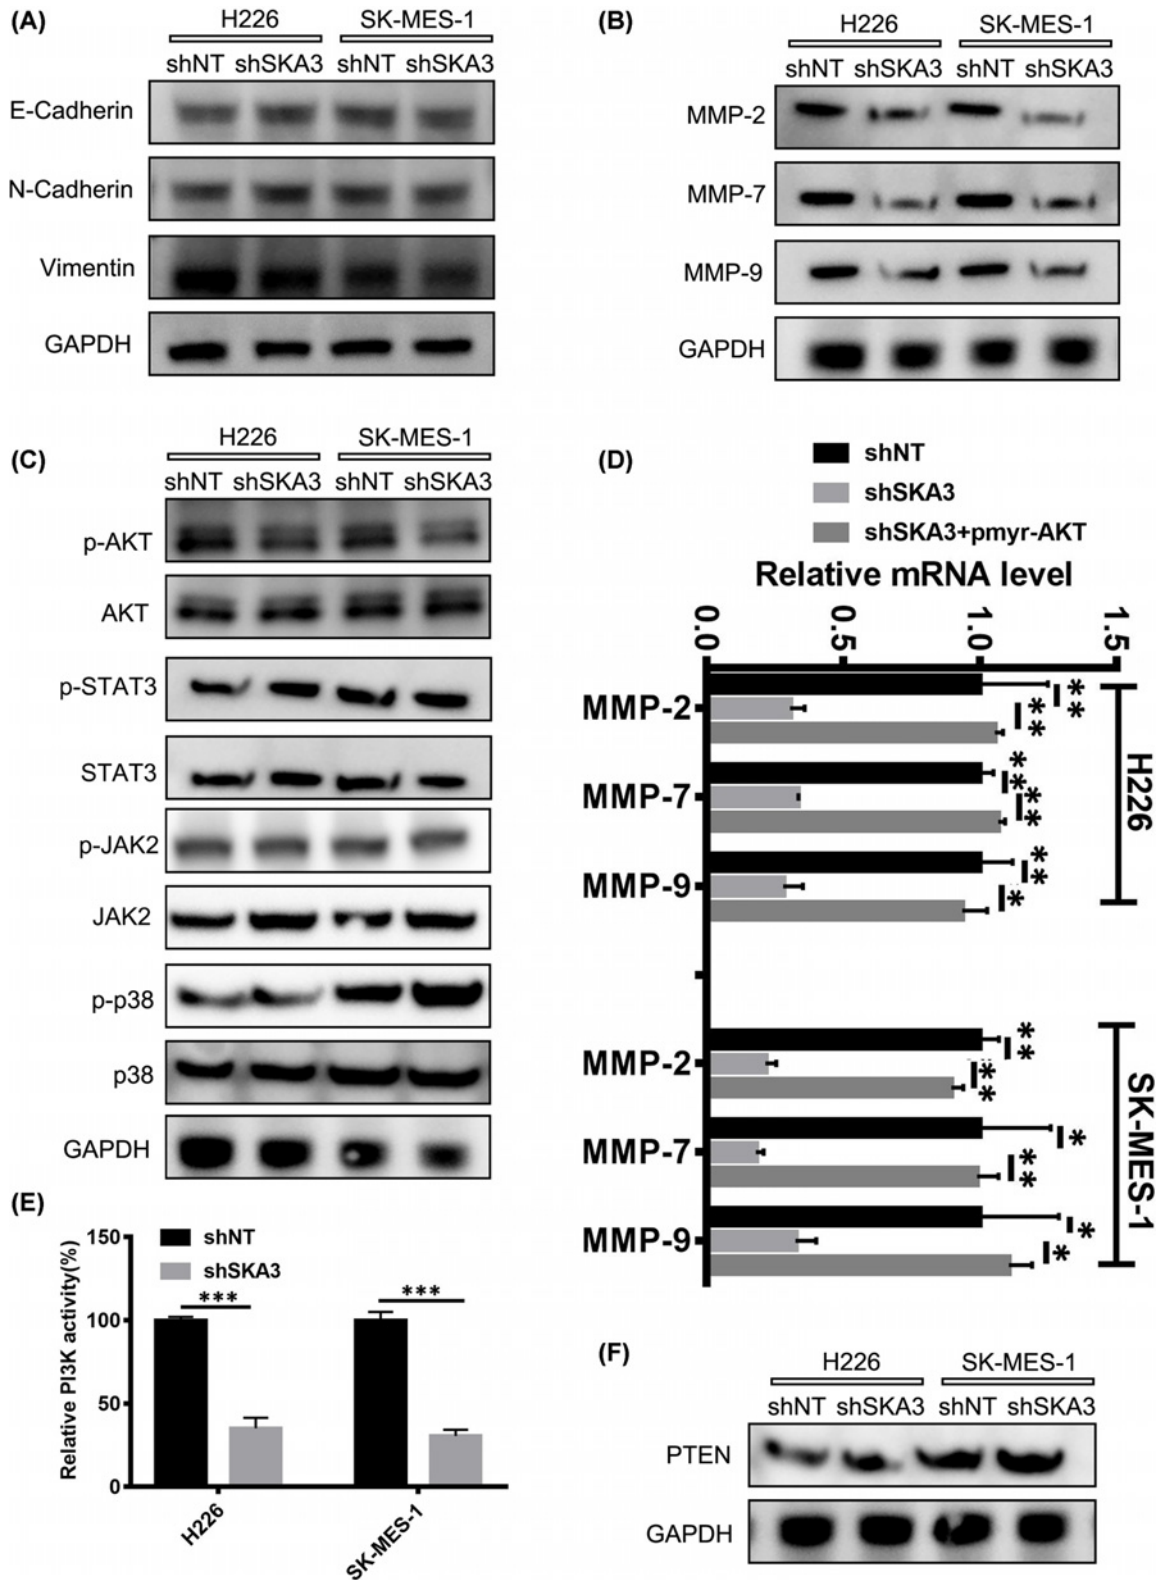 (A)
H226 SK-MES-1
shNT shSKA3 shNT shSKA3
E-Cadherin
N-Cadherin
Vimentin
GAPDH
(B)
H226 SK-MES-1
shNT shSKA3 shNT shSKA3
MMP-2
MMP-7
MMP-9
GAPDH
(C)
H226 SK-MES-1
shNT shSKA3 shNT shSKA3
p-AKT
AKT
p-STAT3
STAT3
p-JAK2
JAK2
p-p38
p38
GAPDH
(D)
shNT
shSKA3
shSKA3+pmyr-AKT
Relative mRNA level
0.0 0.5 1.0 1.5
MMP-2
**
**
MMP-7
**
**
MMP-9
**
*
H226
MMP-2
**
**
MMP-7
*
**
MMP-9
*
*
SK-MES-1
(E)
shNT
shSKA3
Relative PI3K activity(%)
150
100
50
0
*** ***
H226
SK-MES-1
(F)
H226 SK-MES-1
shNT shSKA3 shNT shSKA3
PTEN
GAPDH